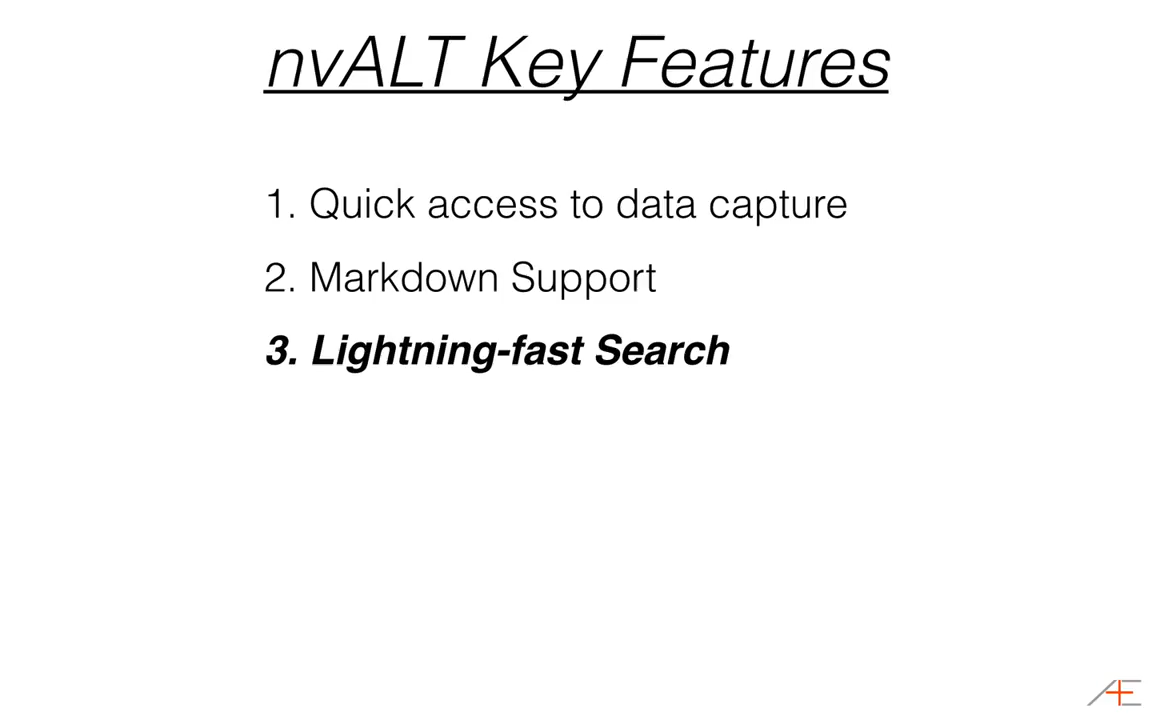 nvALT Key Features
1. Quick access to data capture
2. Markdown Support
3. Lightning-fast Search